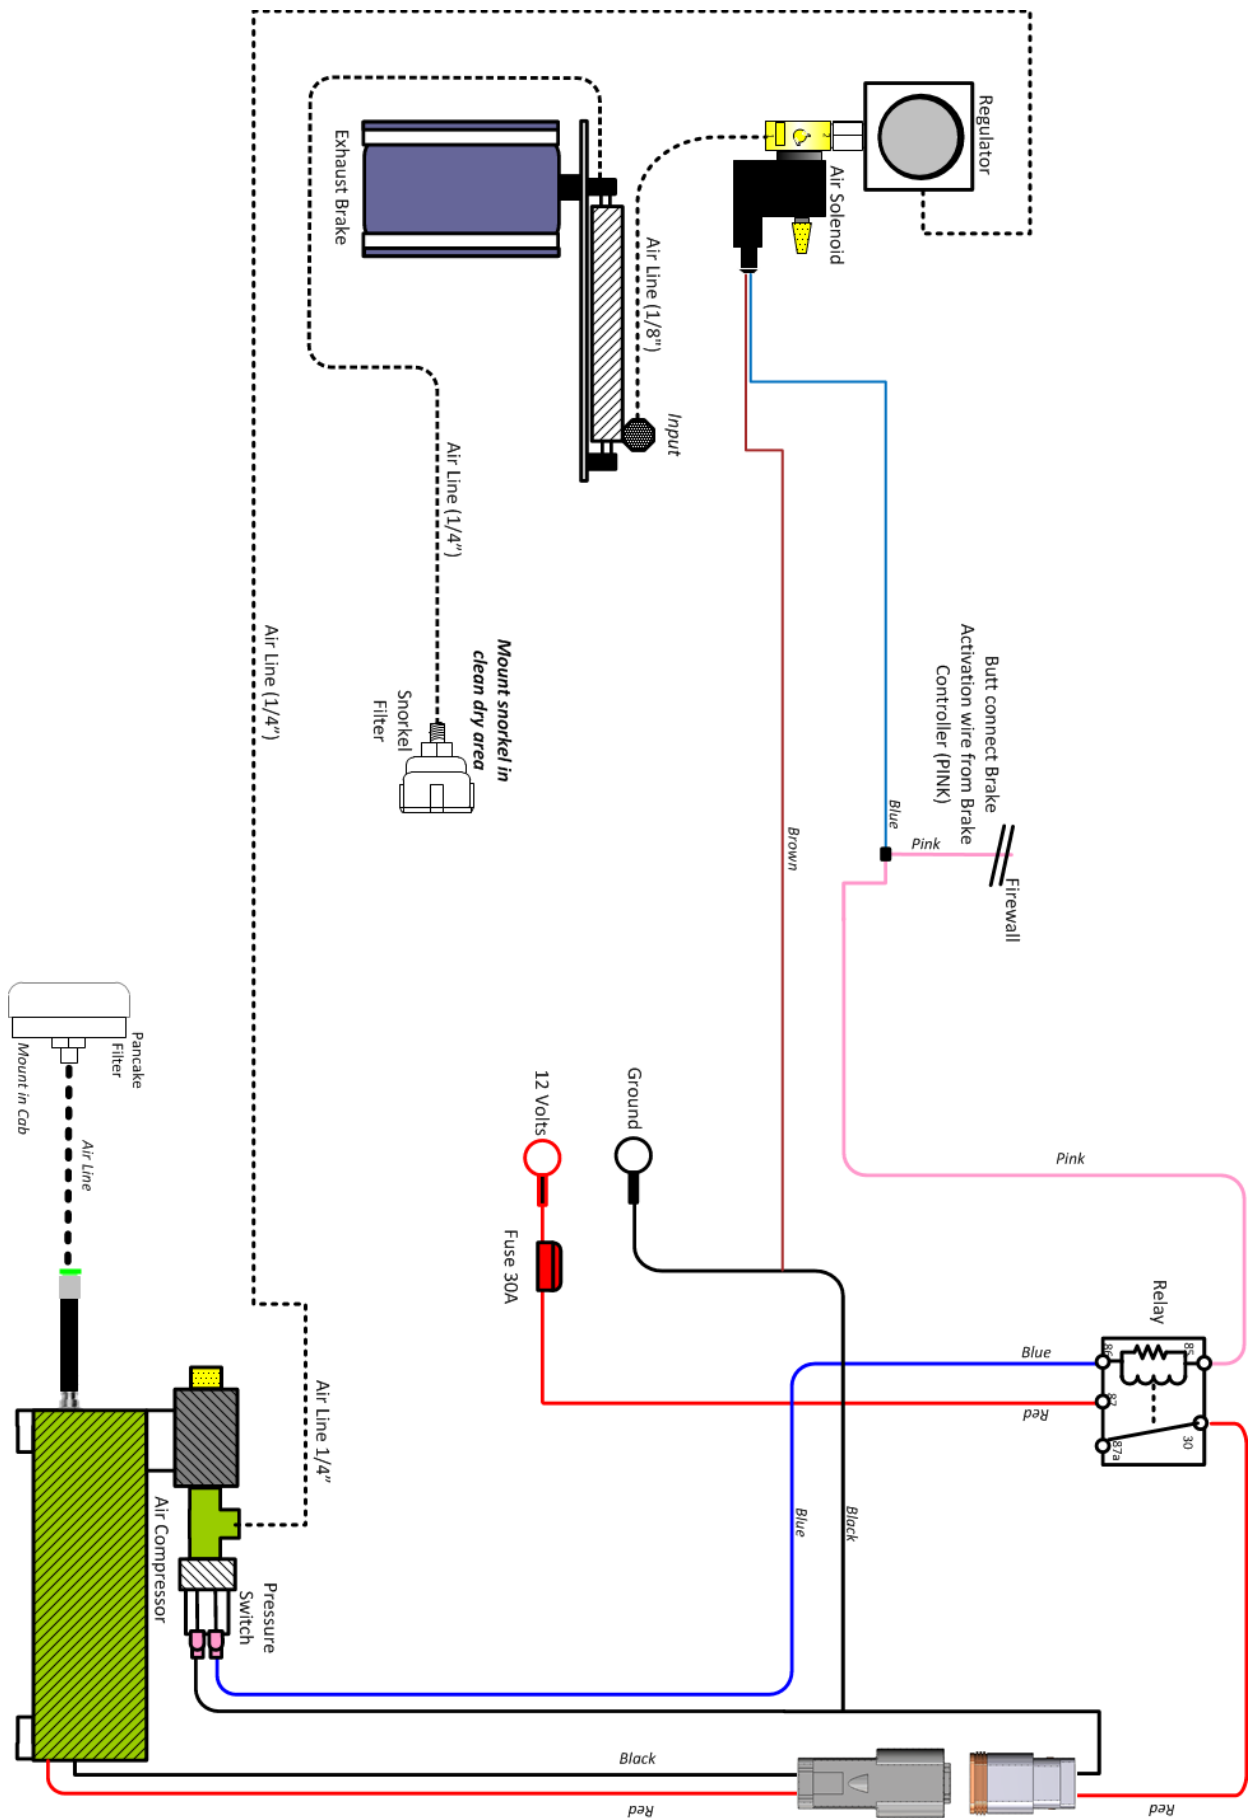 Regulator
Air Solenoid
1
2
Exhaust Brake
Air Line (1/8")
Input
Air Line (1/4")
Mount snorkel in
clean dry area
Snorkel
Filter
Air Line (1/4")
Butt connect Brake
Activation wire from Brake
Controller (PINK)
Firewall
Pink
Blue
Brown
Pancake
Filter
Mount in Cab
Air Line
12 Volts
Ground
Fuse 30A
Pink
Relay
86
85
87
30
87a
Blue
Red
Air Line 1/4"
Blue
Black
Air Compressor
Pressure
Switch
Black
Red
Red